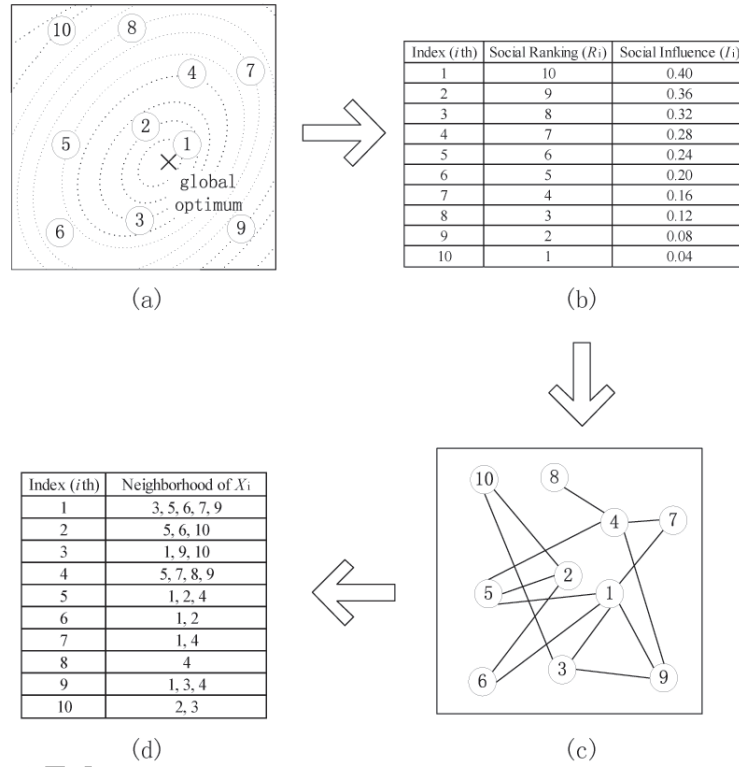 10
8
7
4
2
5
1
global
optimum
3
6
9
(a)
Index (ith) Social Ranking (Ri) Social Influence (Ii)
1 10 0.40
2 9 0.36
3 8 0.32
4 7 0.28
5 6 0.24
6 5 0.20
7 4 0.16
8 3 0.12
9 2 0.08
10 1 0.04
(b)
Index (ith) Neighborhood of Xi
1 3, 5, 6, 7, 9
2 5, 6, 10
3 1, 9, 10
4 5, 7, 8, 9
5 1, 2, 4
6 1, 2
7 1, 4
8 4
9 1, 3, 4
10 2, 3
(d)
10
8
4
7
2
5
1
3
6
9
(c)